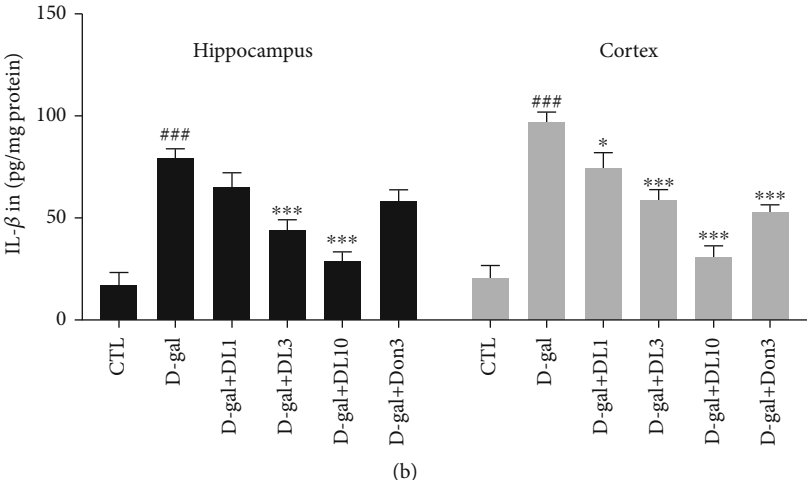 150
Hippocampus
Cortex
100
50
0
IL-β in (pg/mg protein)
###
***
***
###
*
***
***
***
CTL
D-gal
D-gal+DL1
D-gal+DL3
D-gal+DL10
D-gal+Don3
CTL
D-gal
D-gal+DL1
D-gal+DL3
D-gal+DL10
D-gal+Don3
(b)